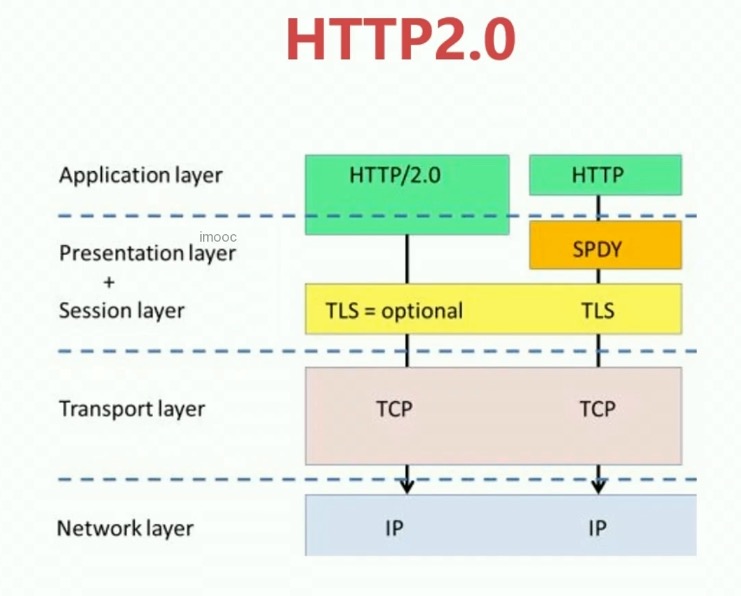 HTTP2.0
Application layer HTTP/2.0 HTTP
imooc
Presentation layer SPDY
+
Session layer TLS = optional TLS
Transport layer TCP TCP
Network layer IP IP